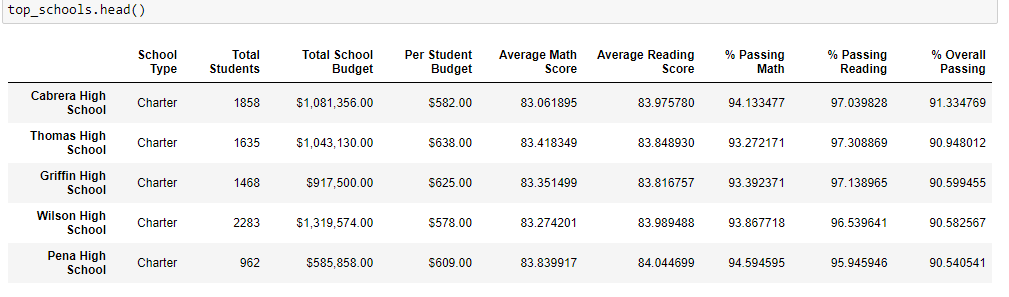 top_schools.head()
School Type Total Students Total School Budget Per Student Budget Average Math Score Average Reading Score % Passing Math % Passing Reading % Overall Passing
Cabrera High School Charter 1858 $1,081,356.00 $582.00 83.061895 83.975780 94.133477 97.039828 91.334769
Thomas High School Charter 1635 $1,043,130.00 $638.00 83.418349 83.848930 93.272171 97.308869 90.948012
Griffin High School Charter 1468 $917,500.00 $625.00 83.351499 83.816757 93.392371 97.138965 90.599455
Wilson High School Charter 2283 $1,319,574.00 $578.00 83.274201 83.989488 93.867718 96.539641 90.582567
Pena High School Charter 962 $585,858.00 $609.00 83.839917 84.044699 94.594595 95.945946 90.540541